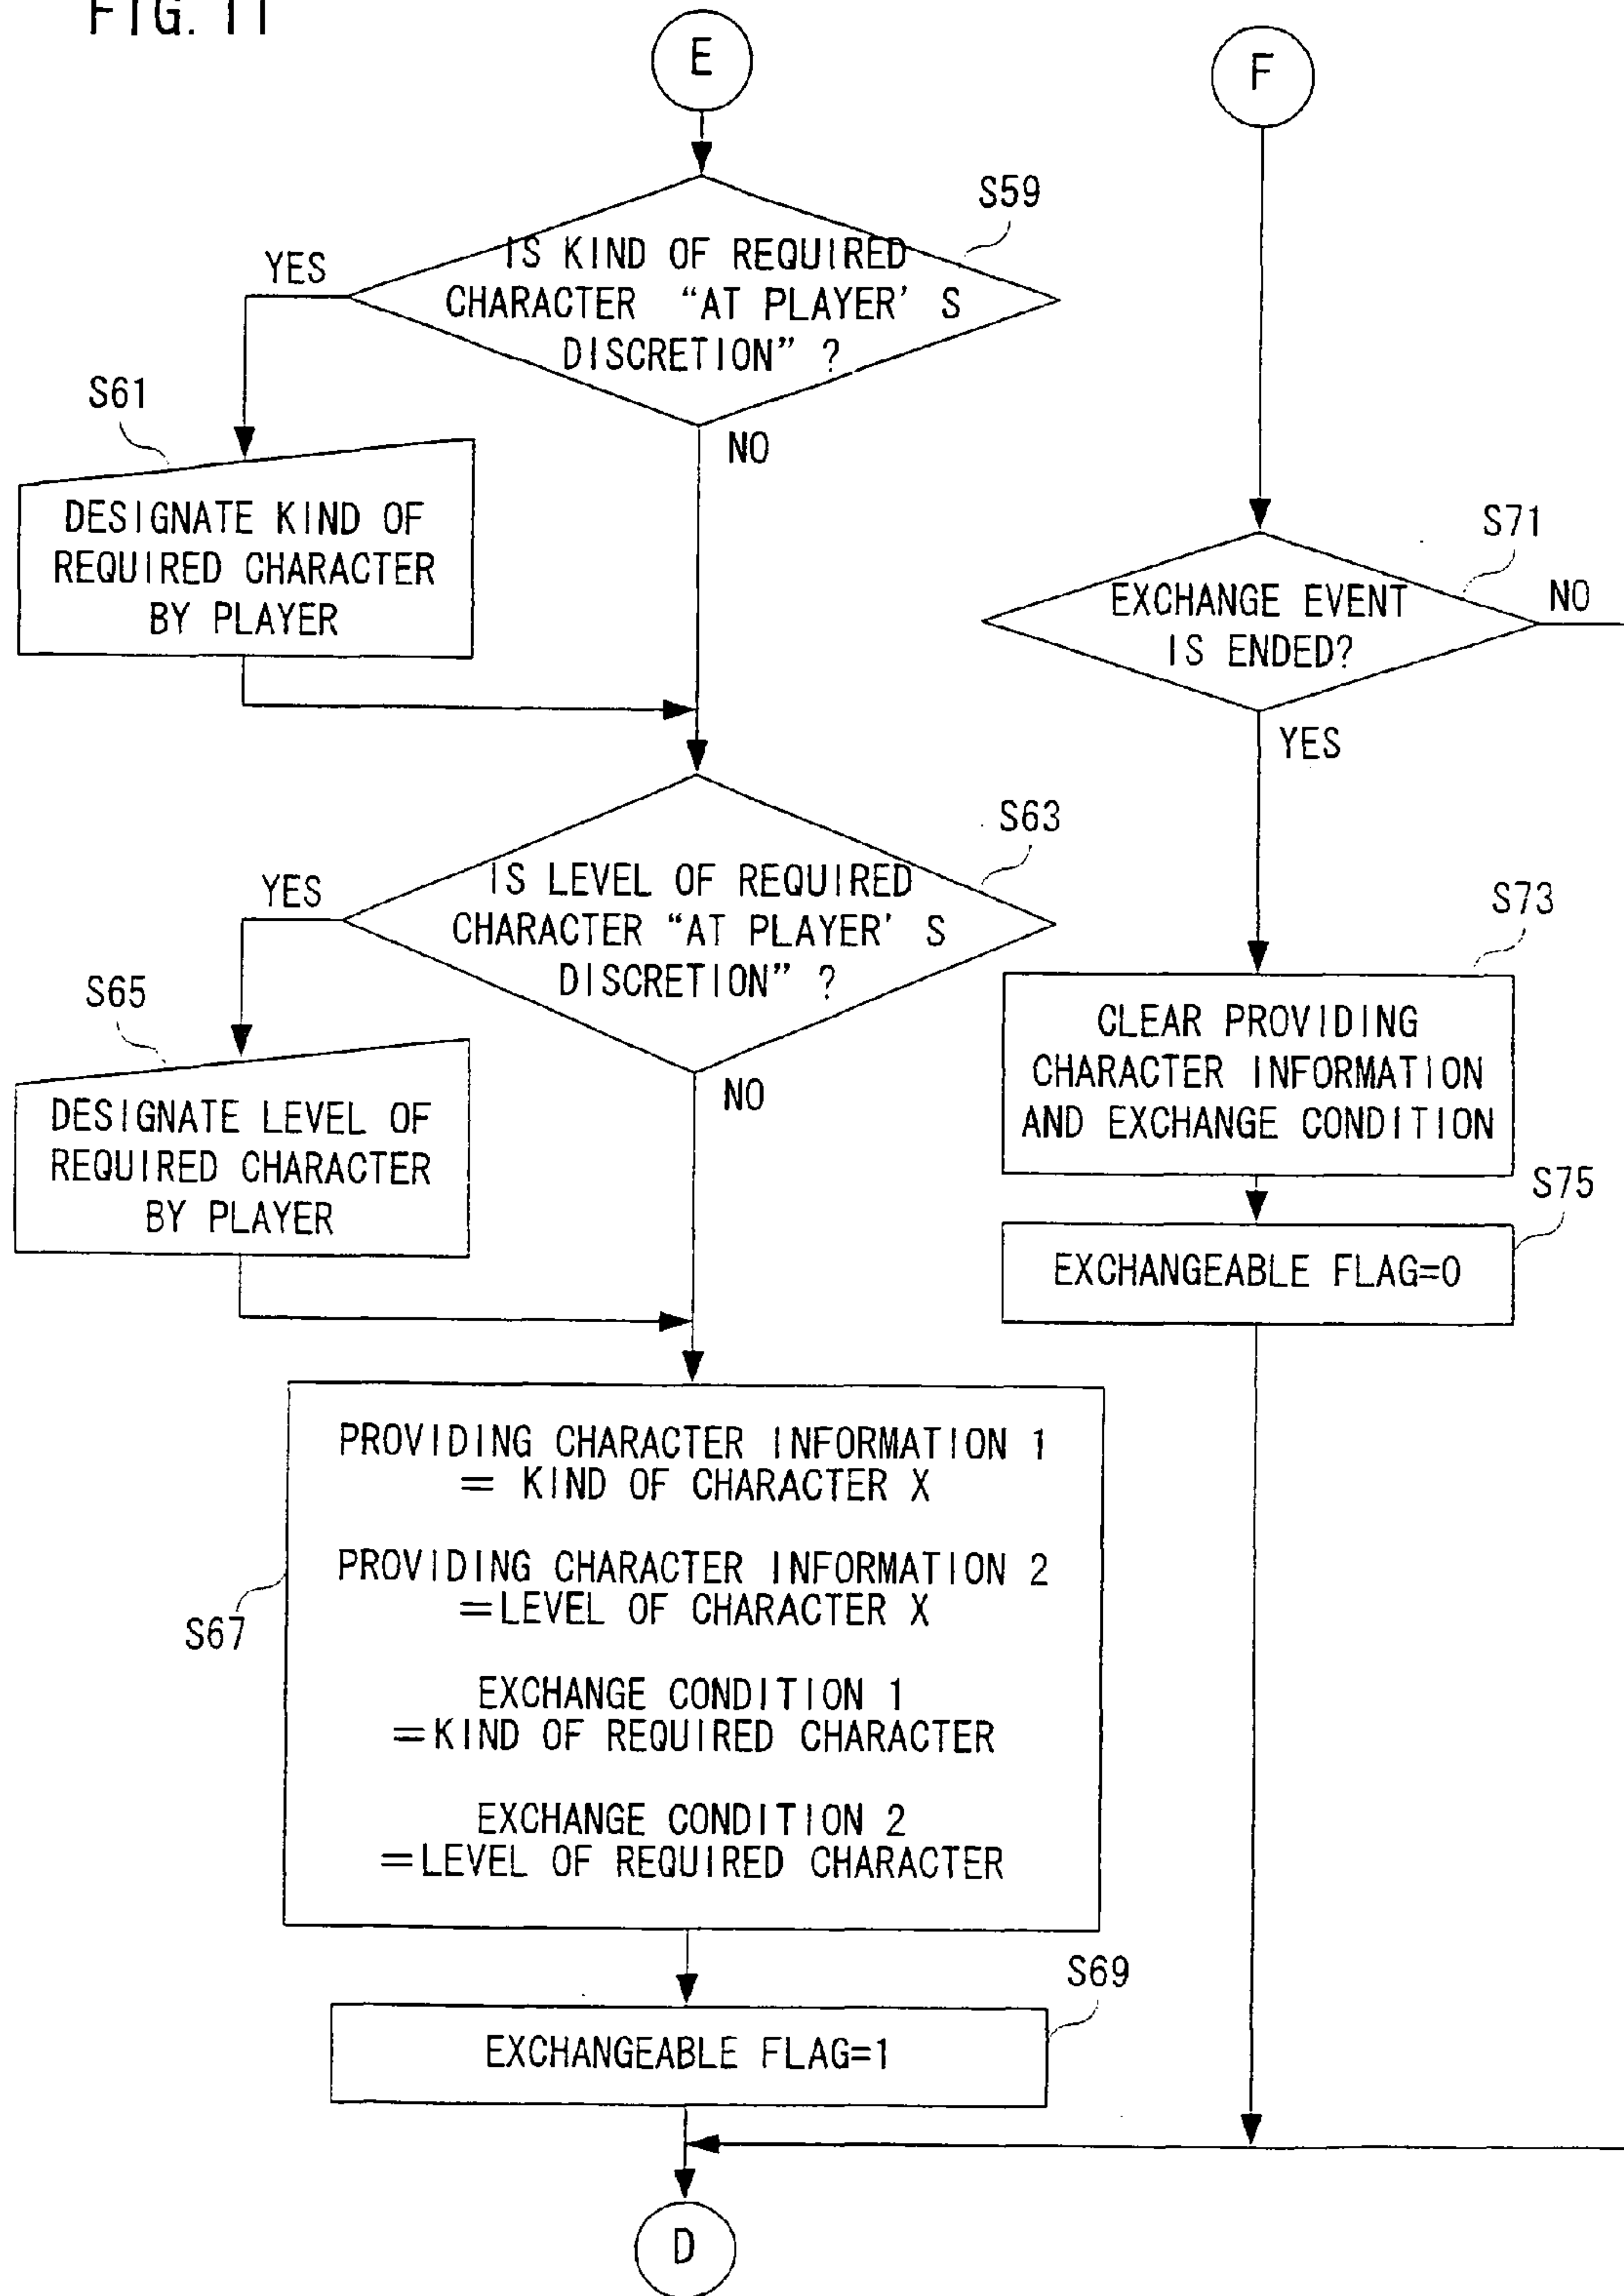 FIG. 11
E
S59
IS KIND OF REQUIRED
CHARACTER "AT PLAYER' S
DISCRETION" ?
YES
NO
S61
DESIGNATE KIND OF
REQUIRED CHARACTER
BY PLAYER
S63
IS LEVEL OF REQUIRED
CHARACTER "AT PLAYER' S
DISCRETION" ?
YES
NO
S65
DESIGNATE LEVEL OF
REQUIRED CHARACTER
BY PLAYER
S67
PROVIDING CHARACTER INFORMATION 1
= KIND OF CHARACTER X
PROVIDING CHARACTER INFORMATION 2
=LEVEL OF CHARACTER X
EXCHANGE CONDITION 1
=KIND OF REQUIRED CHARACTER
EXCHANGE CONDITION 2
=LEVEL OF REQUIRED CHARACTER
S69
EXCHANGEABLE FLAG=1
D
F
S71
EXCHANGE EVENT
IS ENDED?
NO
YES
S73
CLEAR PROVIDING
CHARACTER INFORMATION
AND EXCHANGE CONDITION
S75
EXCHANGEABLE FLAG=0